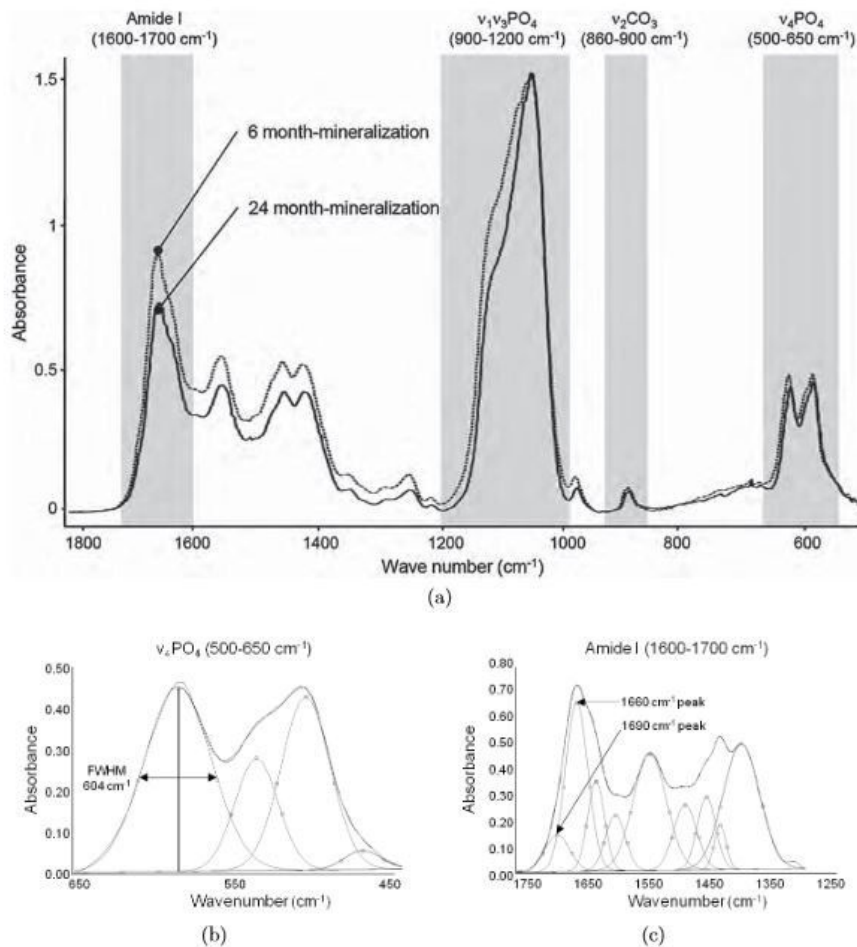 Amide I
(1600-1700 cm⁻¹)
ν₁ν₃PO₄
(900-1200 cm⁻¹)
ν₂CO₃
(860-900 cm⁻¹)
ν₄PO₄
(500-650 cm⁻¹)
1.5
1
0.5
0
Absorbance
6 month-mineralization
24 month-mineralization
1800
1600
1400
1200
1000
800
600
Wave number (cm⁻¹)
(a)
ν₄PO₆ (500-650 cm⁻¹)
0.50
0.40
0.30
0.20
0.10
0.00
Absorbance
FWHM
604 cm⁻¹
650
550
450
Wavenumber (cm⁻¹)
(b)
Amide I (1600-1700 cm⁻¹)
0.80
0.70
0.60
0.50
0.40
0.30
0.20
0.10
0.00
Absorbance
1660 cm⁻¹ peak
1690 cm⁻¹ peak
1750
1650
1550
1450
1350
1250
Wavenumber (cm⁻¹)
(c)